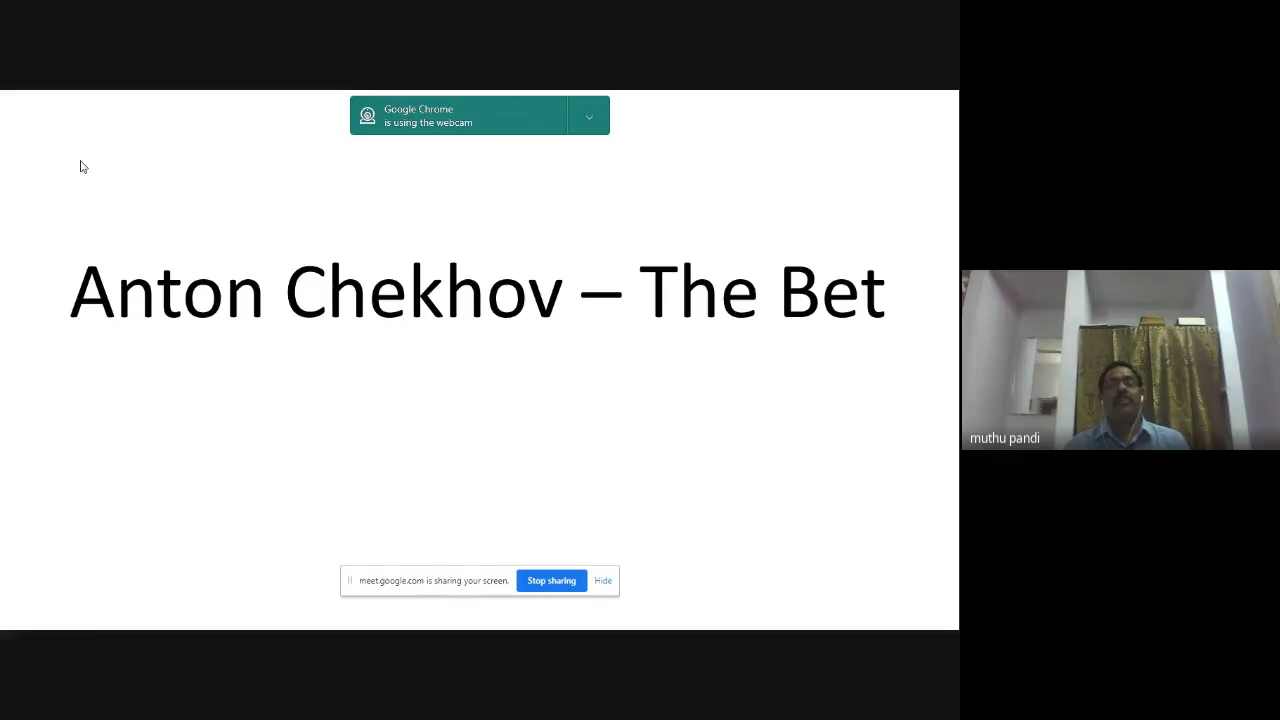 Google Chrome
is using the webcam
Anton Chekhov – The Bet
muthu pandi
meet.google.com is sharing your screen.
Stop sharing
Hide